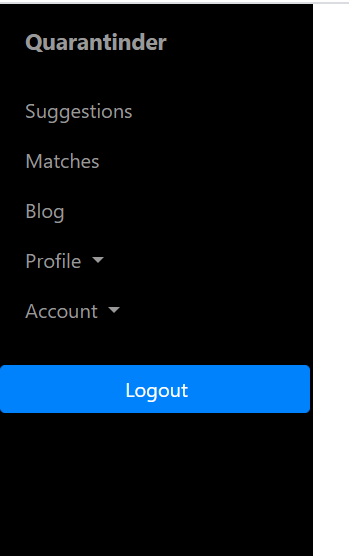 Quarantinder
Suggestions
Matches
Blog
Profile
Account
Logout